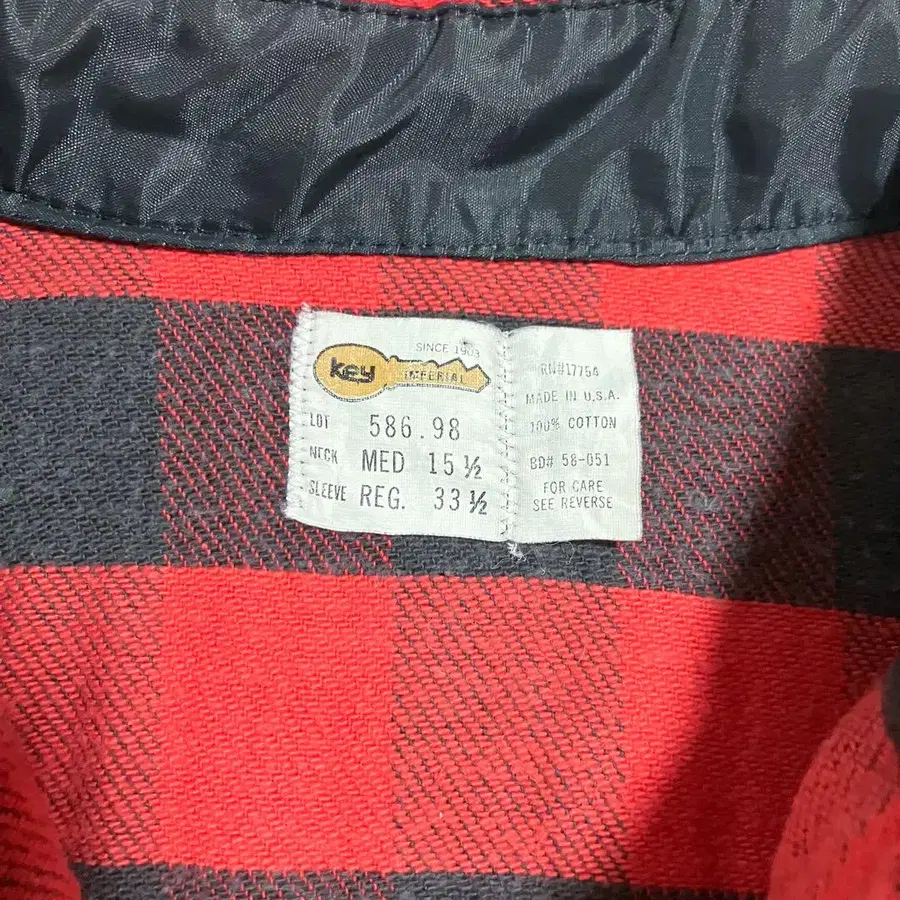 SINCE 1903
key IMPERIAL
LOT 586.98
NECK MED 15 ½
SLEEVE REG. 33 ½
RN#17754
MADE IN U.S.A.
100% COTTON
BD# 58-051
FOR CARE
SEE REVERSE